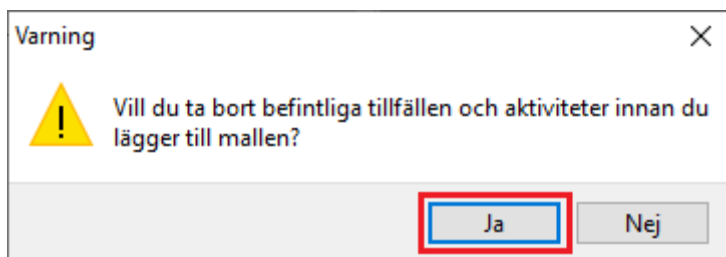 Varning
Vill du ta bort befintliga tillfällen och aktiviteter innan du
lägger till mallen?
Ja
Nej